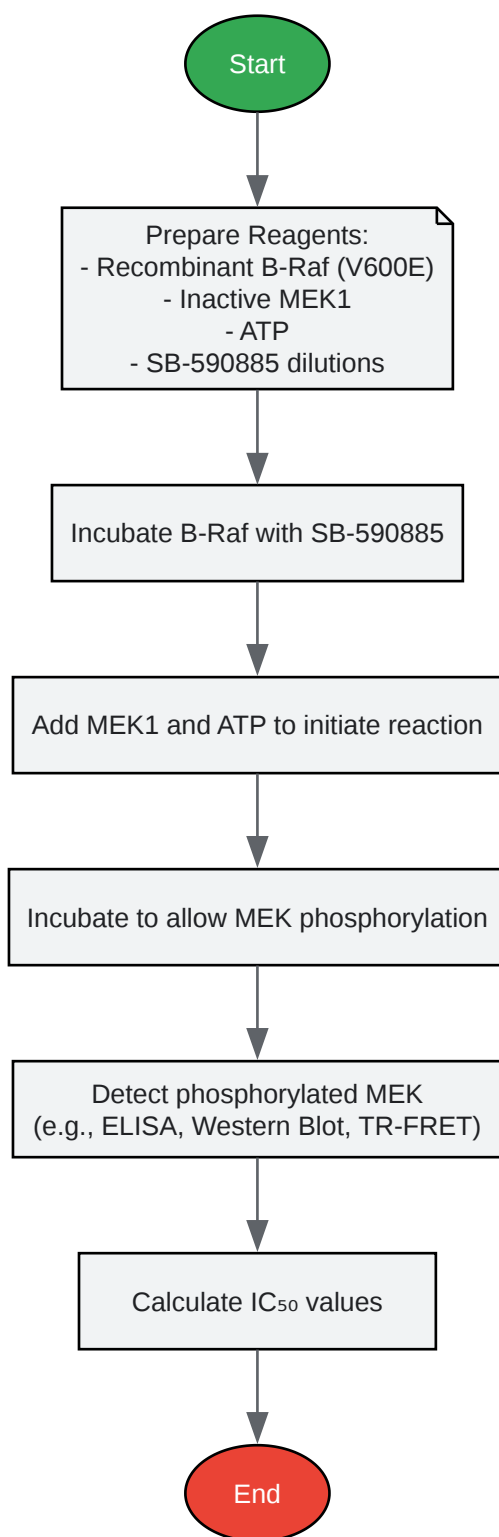 Start
Prepare Reagents:
- Recombinant B-Raf (V600E)
- Inactive MEK1
- ATP
- SB-590885 dilutions
Incubate B-Raf with SB-590885
Add MEK1 and ATP to initiate reaction
Incubate to allow MEK phosphorylation
Detect phosphorylated MEK
(e.g., ELISA, Western Blot, TR-FRET)
Calculate IC₅₀ values
End